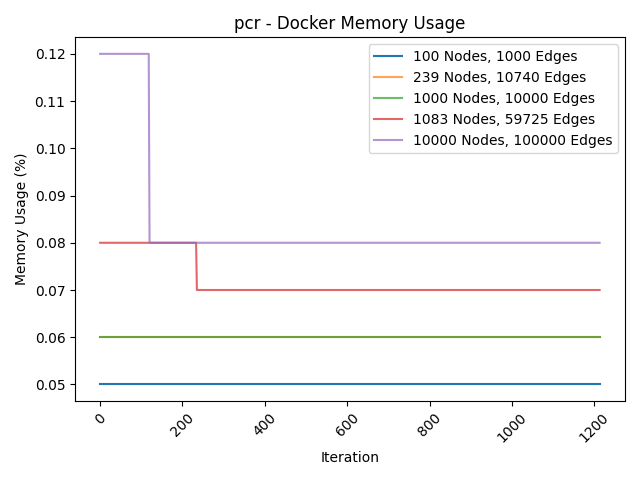 pcr - Docker Memory Usage
100 Nodes, 1000 Edges
239 Nodes, 10740 Edges
1000 Nodes, 10000 Edges
1083 Nodes, 59725 Edges
10000 Nodes, 100000 Edges
Memory Usage (%)
0.12
0.11
0.10
0.09
0.08
0.07
0.06
0.05
0
200
400
600
800
1000
1200
Iteration